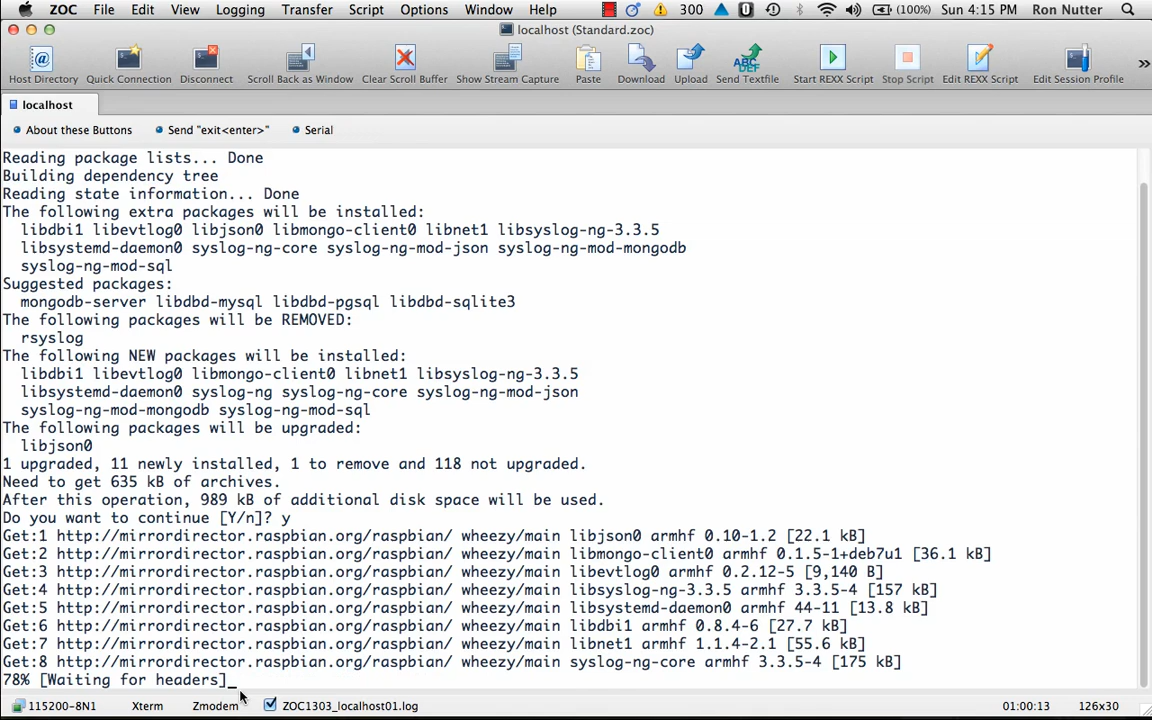 ZOC File Edit View Logging Transfer Script Options Window Help 300 (100%) Sun 4:15 PM Ron Nutter
localhost (Standard.zoc)
Host Directory Quick Connection Disconnect Scroll Back as Window Clear Scroll Buffer Show Stream Capture Paste Download Upload Send Textfile Start REXX Script Stop Script Edit REXX Script Edit Session Profile
localhost
About these Buttons Send "exit<enter>" Serial
Reading package lists... Done
Building dependency tree
Reading state information... Done
The following extra packages will be installed:
libdbi1 libevtlog0 libjson0 libmongo-client0 libnet1 libsyslog-ng-3.3.5
libsystemd-daemon0 syslog-ng-core syslog-ng-mod-json syslog-ng-mod-mongodb
syslog-ng-mod-sql
Suggested packages:
mongodb-server libdbd-mysql libdbd-pgsql libdbd-sqlite3
The following packages will be REMOVED:
rsyslog
The following NEW packages will be installed:
libdbi1 libevtlog0 libmongo-client0 libnet1 libsyslog-ng-3.3.5
libsystemd-daemon0 syslog-ng syslog-ng-core syslog-ng-mod-json
syslog-ng-mod-mongodb syslog-ng-mod-sql
The following packages will be upgraded:
libjson0
1 upgraded, 11 newly installed, 1 to remove and 118 not upgraded.
Need to get 635 kB of archives.
After this operation, 989 kB of additional disk space will be used.
Do you want to continue [Y/n]? y
Get:1 http://mirrordirector.raspbian.org/raspbian/ wheezy/main libjson0 armhf 0.10-1.2 [22.1 kB]
Get:2 http://mirrordirector.raspbian.org/raspbian/ wheezy/main libmongo-client0 armhf 0.1.5-1+deb7u1 [36.1 kB]
Get:3 http://mirrordirector.raspbian.org/raspbian/ wheezy/main libevtlog0 armhf 0.2.12-5 [9,140 B]
Get:4 http://mirrordirector.raspbian.org/raspbian/ wheezy/main libsyslog-ng-3.3.5 armhf 3.3.5-4 [157 kB]
Get:5 http://mirrordirector.raspbian.org/raspbian/ wheezy/main libsystemd-daemon0 armhf 44-11 [13.8 kB]
Get:6 http://mirrordirector.raspbian.org/raspbian/ wheezy/main libdbi1 armhf 0.8.4-6 [27.7 kB]
Get:7 http://mirrordirector.raspbian.org/raspbian/ wheezy/main libnet1 armhf 1.1.4-2.1 [55.6 kB]
Get:8 http://mirrordirector.raspbian.org/raspbian/ wheezy/main syslog-ng-core armhf 3.3.5-4 [175 kB]
78% [Waiting for headers]_
115200-8N1 Xterm Zmodem ZOC1303_localhost01.log 01:00:13 126x30